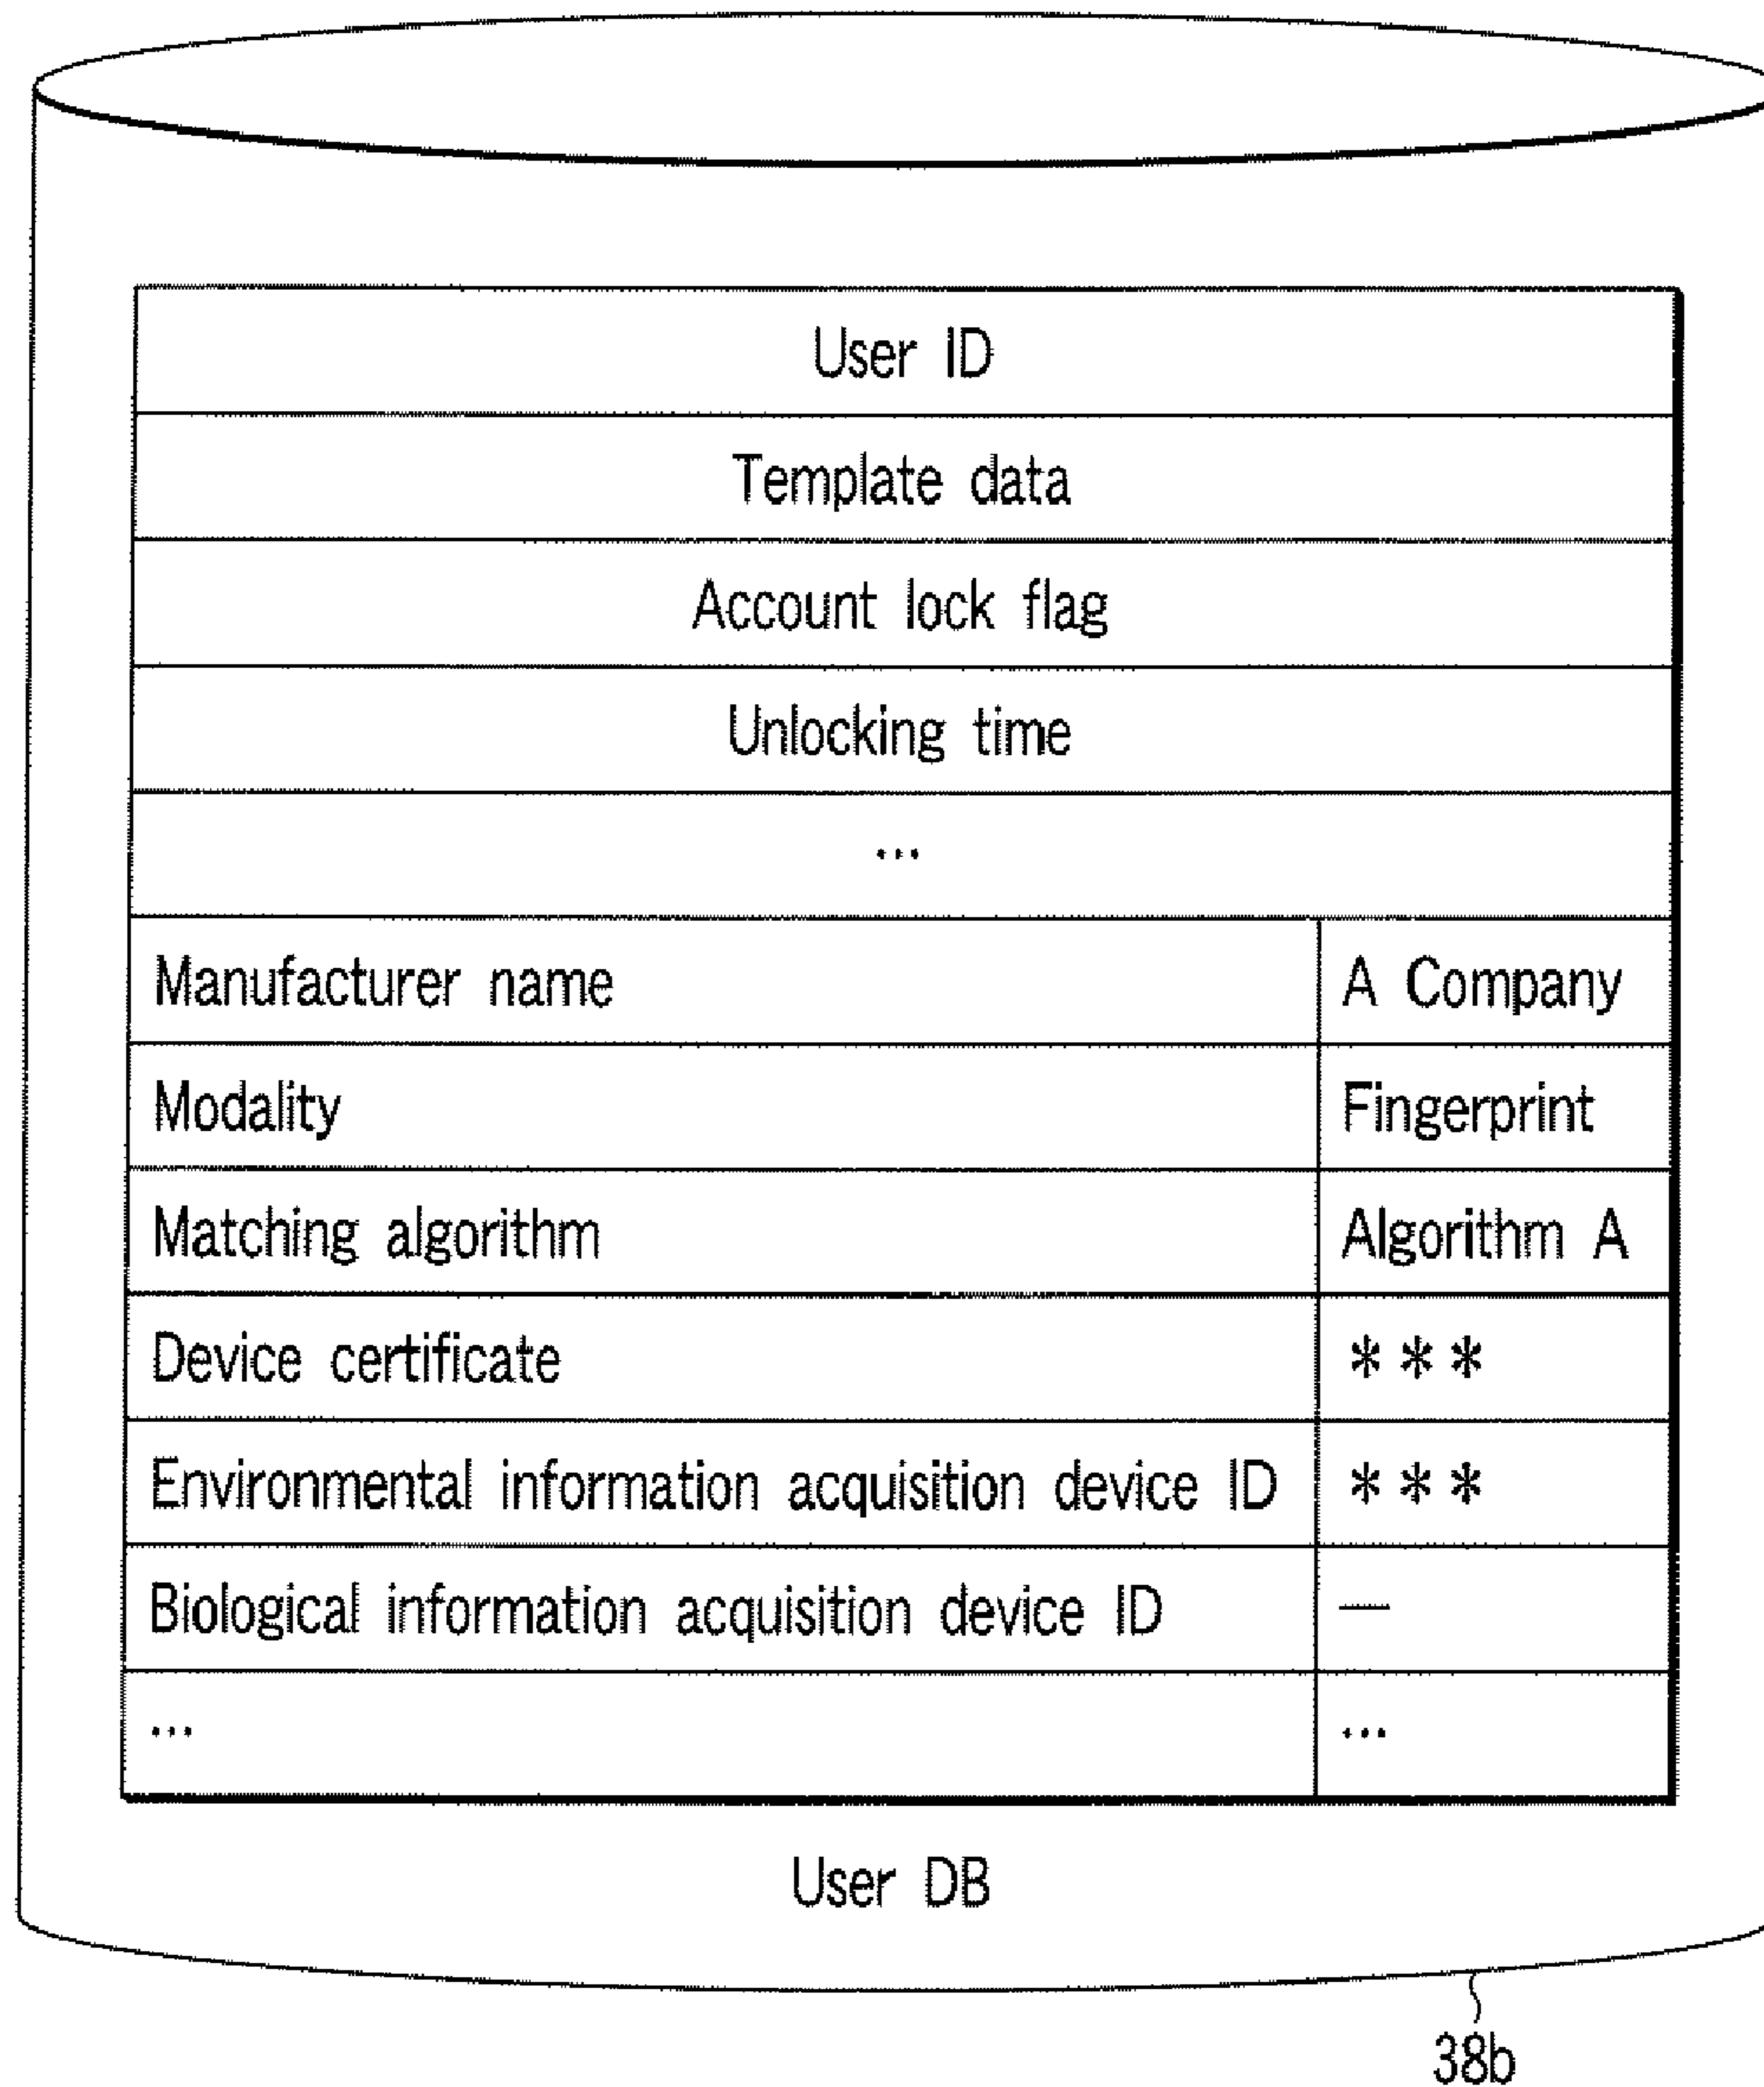 User ID
Template data
Account lock flag
Unlocking time
...
Manufacturer name A Company
Modality Fingerprint
Matching algorithm Algorithm A
Device certificate ***
Environmental information acquisition device ID ***
Biological information acquisition device ID —
... ...
User DB
38b